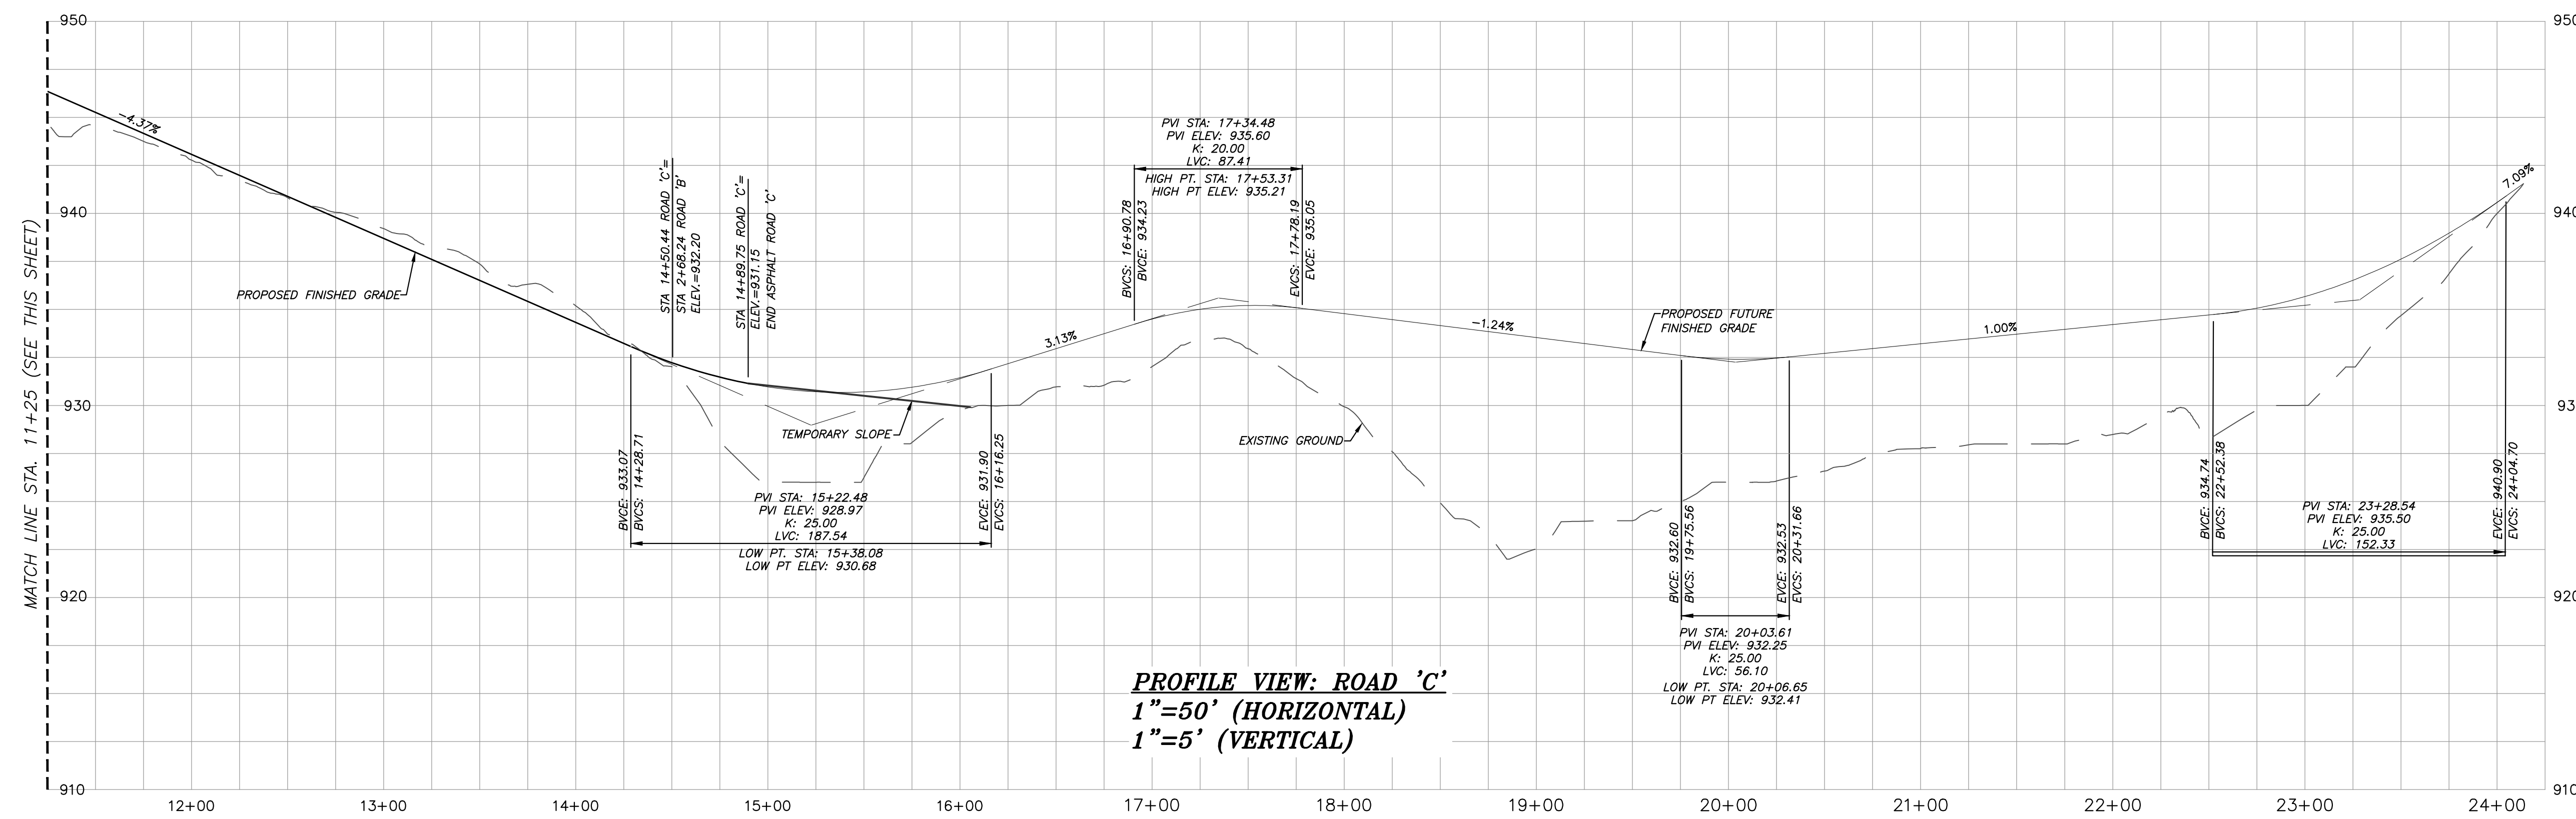 950
950
-4.37%
PVI STA: 17+34.48
PVI ELEV: 935.60
K: 20.00
LVC: 87.41
HIGH PT. STA: 17+53.31
HIGH PT ELEV: 935.21
7.09%
MATCH LINE STA. 11+25 (SEE THIS SHEET)
940
940
STA 14+50.44 ROAD 'C'=
STA 2+68.24 ROAD 'B'
ELEV.=932.20
STA 14+89.75 ROAD 'C'=
ELEV.=931.15
END ASPHALT ROAD 'C'
BVCS: 16+90.78
BVCE: 934.23
EVCS: 17+78.19
EVCE: 935.05
PROPOSED FINISHED GRADE
3.13%
-1.24%
PROPOSED FUTURE
FINISHED GRADE
1.00%
930
93
TEMPORARY SLOPE
EXISTING GROUND
BVCE: 933.07
BVCS: 14+28.71
EVCE: 931.90
EVCS: 16+16.25
PVI STA: 15+22.48
PVI ELEV: 928.97
K: 25.00
LVC: 187.54
LOW PT. STA: 15+38.08
LOW PT ELEV: 930.68
BVCE: 932.60
BVCS: 19+75.56
EVCE: 932.53
EVCS: 20+31.66
BVCE: 934.74
BVCS: 22+52.38
PVI STA: 23+28.54
PVI ELEV: 935.50
K: 25.00
LVC: 152.33
EVCE: 940.90
EVCS: 24+04.70
920
920
PVI STA: 20+03.61
PVI ELEV: 932.25
K: 25.00
LVC: 56.10
LOW PT. STA: 20+06.65
LOW PT ELEV: 932.41
PROFILE VIEW: ROAD 'C'
1"=50' (HORIZONTAL)
1"=5' (VERTICAL)
910
910
12+00
13+00
14+00
15+00
16+00
17+00
18+00
19+00
20+00
21+00
22+00
23+00
24+00